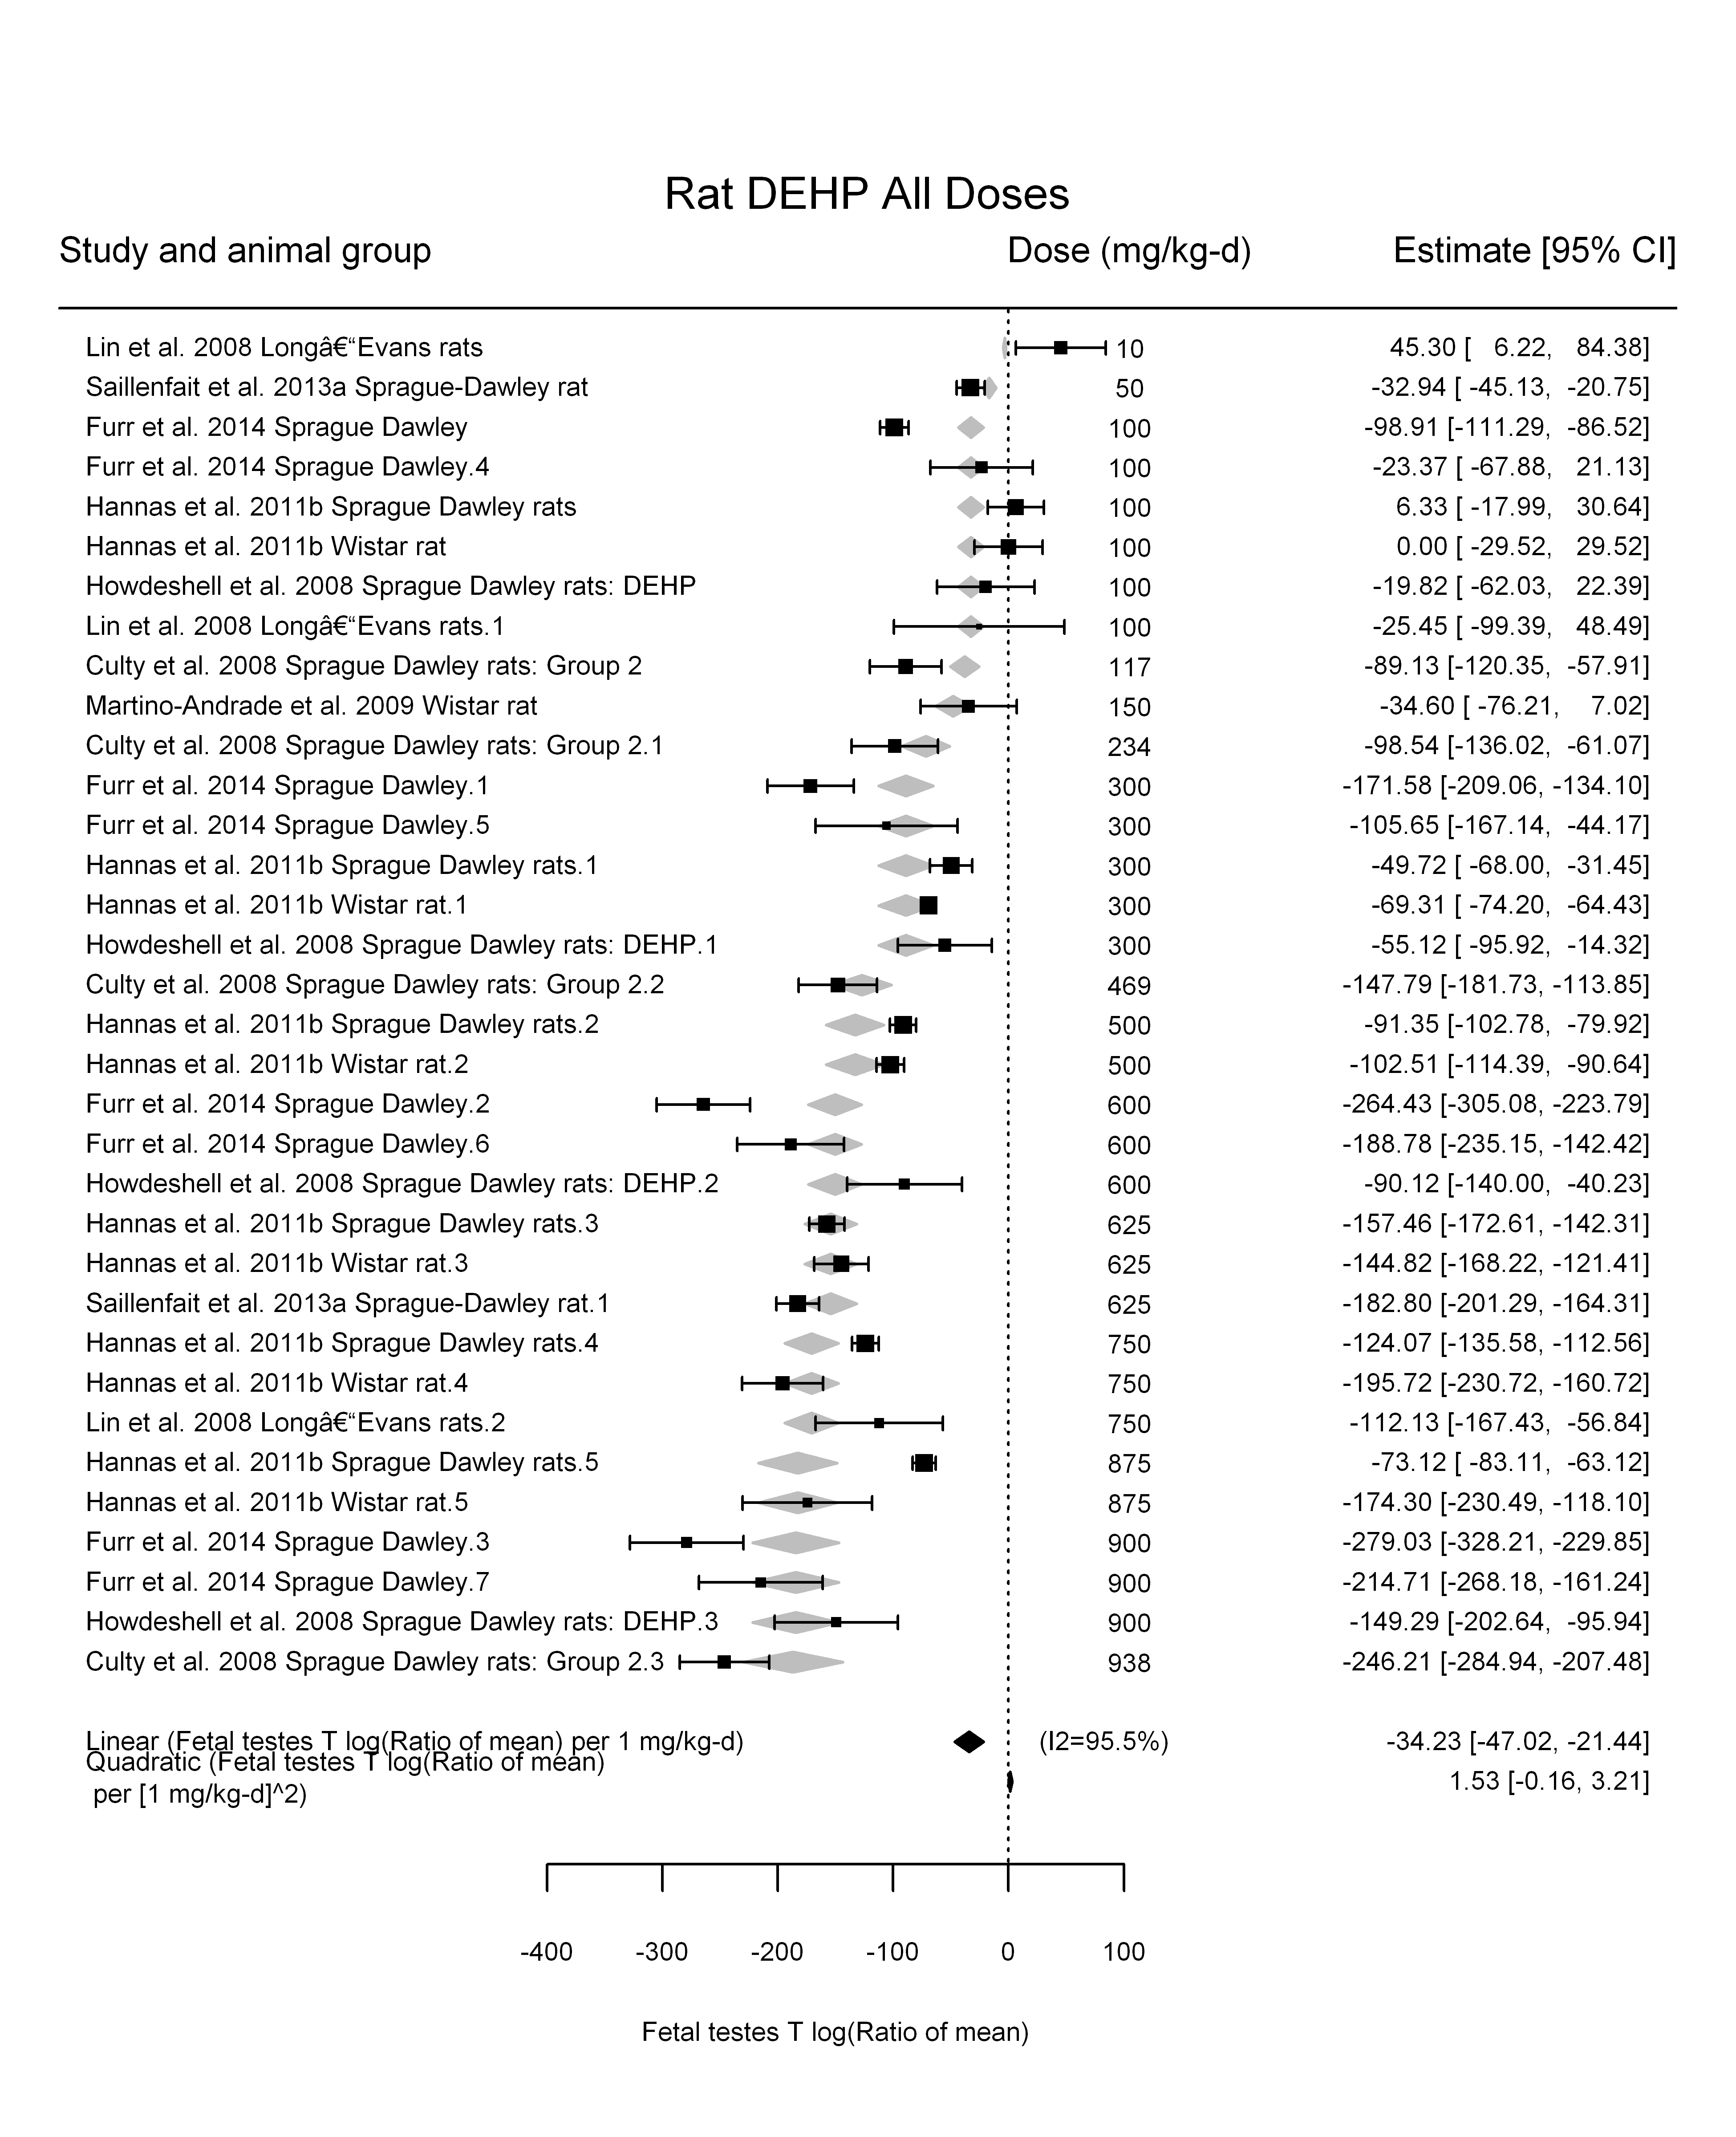 Rat DEHP All Doses
Study and animal group Dose (mg/kg-d) Estimate [95% CI]
Lin et al. 2008 Longâ€“Evans rats 10 45.30 [ 6.22, 84.38]
Saillenfait et al. 2013a Sprague-Dawley rat 50 -32.94 [ -45.13, -20.75]
Furr et al. 2014 Sprague Dawley 100 -98.91 [-111.29, -86.52]
Furr et al. 2014 Sprague Dawley.4 100 -23.37 [ -67.88, 21.13]
Hannas et al. 2011b Sprague Dawley rats 100 6.33 [ -17.99, 30.64]
Hannas et al. 2011b Wistar rat 100 0.00 [ -29.52, 29.52]
Howdeshell et al. 2008 Sprague Dawley rats: DEHP 100 -19.82 [ -62.03, 22.39]
Lin et al. 2008 Longâ€“Evans rats.1 100 -25.45 [ -99.39, 48.49]
Culty et al. 2008 Sprague Dawley rats: Group 2 117 -89.13 [-120.35, -57.91]
Martino-Andrade et al. 2009 Wistar rat 150 -34.60 [ -76.21, 7.02]
Culty et al. 2008 Sprague Dawley rats: Group 2.1 234 -98.54 [-136.02, -61.07]
Furr et al. 2014 Sprague Dawley.1 300 -171.58 [-209.06, -134.10]
Furr et al. 2014 Sprague Dawley.5 300 -105.65 [-167.14, -44.17]
Hannas et al. 2011b Sprague Dawley rats.1 300 -49.72 [ -68.00, -31.45]
Hannas et al. 2011b Wistar rat.1 300 -69.31 [ -74.20, -64.43]
Howdeshell et al. 2008 Sprague Dawley rats: DEHP.1 300 -55.12 [ -95.92, -14.32]
Culty et al. 2008 Sprague Dawley rats: Group 2.2 469 -147.79 [-181.73, -113.85]
Hannas et al. 2011b Sprague Dawley rats.2 500 -91.35 [-102.78, -79.92]
Hannas et al. 2011b Wistar rat.2 500 -102.51 [-114.39, -90.64]
Furr et al. 2014 Sprague Dawley.2 600 -264.43 [-305.08, -223.79]
Furr et al. 2014 Sprague Dawley.6 600 -188.78 [-235.15, -142.42]
Howdeshell et al. 2008 Sprague Dawley rats: DEHP.2 600 -90.12 [-140.00, -40.23]
Hannas et al. 2011b Sprague Dawley rats.3 625 -157.46 [-172.61, -142.31]
Hannas et al. 2011b Wistar rat.3 625 -144.82 [-168.22, -121.41]
Saillenfait et al. 2013a Sprague-Dawley rat.1 625 -182.80 [-201.29, -164.31]
Hannas et al. 2011b Sprague Dawley rats.4 750 -124.07 [-135.58, -112.56]
Hannas et al. 2011b Wistar rat.4 750 -195.72 [-230.72, -160.72]
Lin et al. 2008 Longâ€“Evans rats.2 750 -112.13 [-167.43, -56.84]
Hannas et al. 2011b Sprague Dawley rats.5 875 -73.12 [ -83.11, -63.12]
Hannas et al. 2011b Wistar rat.5 875 -174.30 [-230.49, -118.10]
Furr et al. 2014 Sprague Dawley.3 900 -279.03 [-328.21, -229.85]
Furr et al. 2014 Sprague Dawley.7 900 -214.71 [-268.18, -161.24]
Howdeshell et al. 2008 Sprague Dawley rats: DEHP.3 900 -149.29 [-202.64, -95.94]
Culty et al. 2008 Sprague Dawley rats: Group 2.3 938 -246.21 [-284.94, -207.48]
Linear (Fetal testes T log(Ratio of mean) per 1 mg/kg-d) (I2=95.5%) -34.23 [-47.02, -21.44]
Quadratic (Fetal testes T log(Ratio of mean)
per [1 mg/kg-d]^2) 1.53 [-0.16, 3.21]
-400 -300 -200 -100 0 100
Fetal testes T log(Ratio of mean)